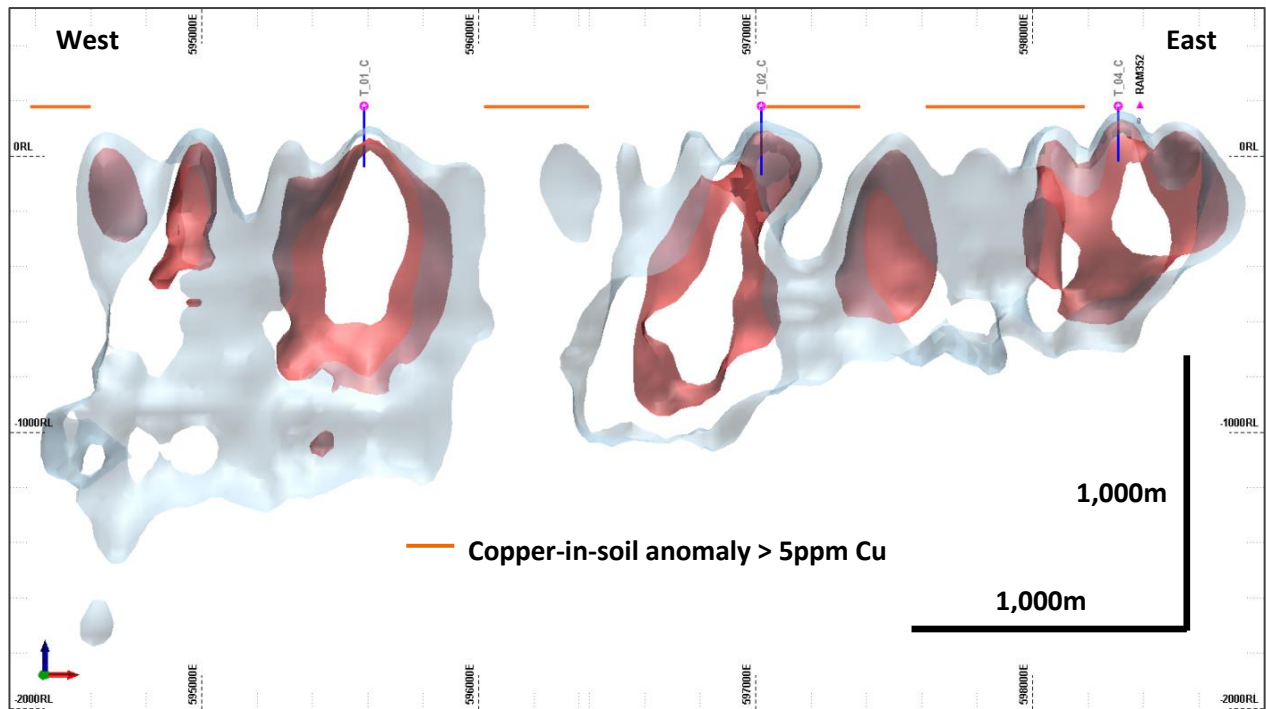 West
595000E
596000E
597000E
598000E
East
T_01_C
T_02_C
T_04_C
RAM352
0RL
0RL
-1000RL
-1000RL
1,000m
Copper-in-soil anomaly > 5ppm Cu
1,000m
595000E
596000E
597000E
598000E
-2000RL
-2000RL